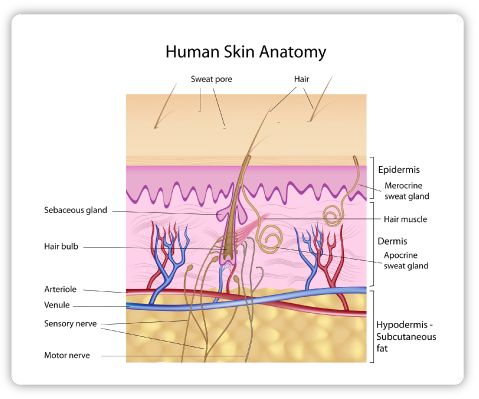 Human Skin Anatomy
Sweat pore
Hair
Epidermis
Merocrine
sweat gland
Sebaceous gland
Hair muscle
Dermis
Hair bulb
Apocrine
sweat gland
Arteriole
Venule
Sensory nerve
Hypodermis -
Subcutaneous
fat
Motor nerve